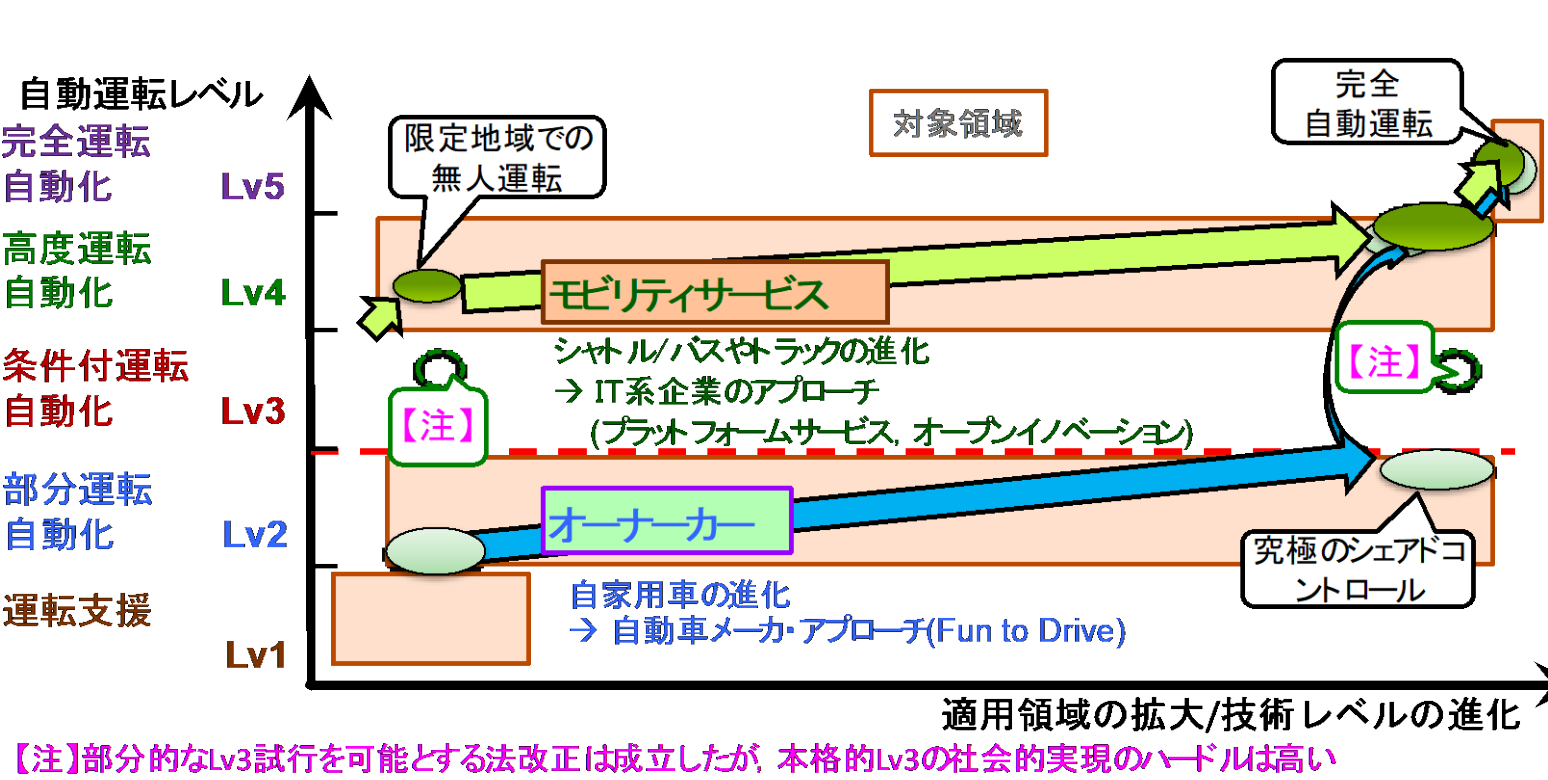 自動運転レベル
完全運転
自動化 Lv5
高度運転
自動化 Lv4
条件付運転
自動化 Lv3
部分運転
自動化 Lv2
運転支援
Lv1
限定地域での
無人運転
対象領域
完全
自動運転
モビリティサービス
シャトル/バスやトラックの進化
→ IT系企業のアプローチ
(プラットフォームサービス, オープンイノベーション)
【注】
【注】
オーナーカー
自家用車の進化
→ 自動車メーカ・アプローチ(Fun to Drive)
究極のシェアドコ
ントロール
適用領域の拡大/技術レベルの進化
【注】部分的なLv3試行を可能とする法改正は成立したが, 本格的Lv3の社会的実現のハードルは高い